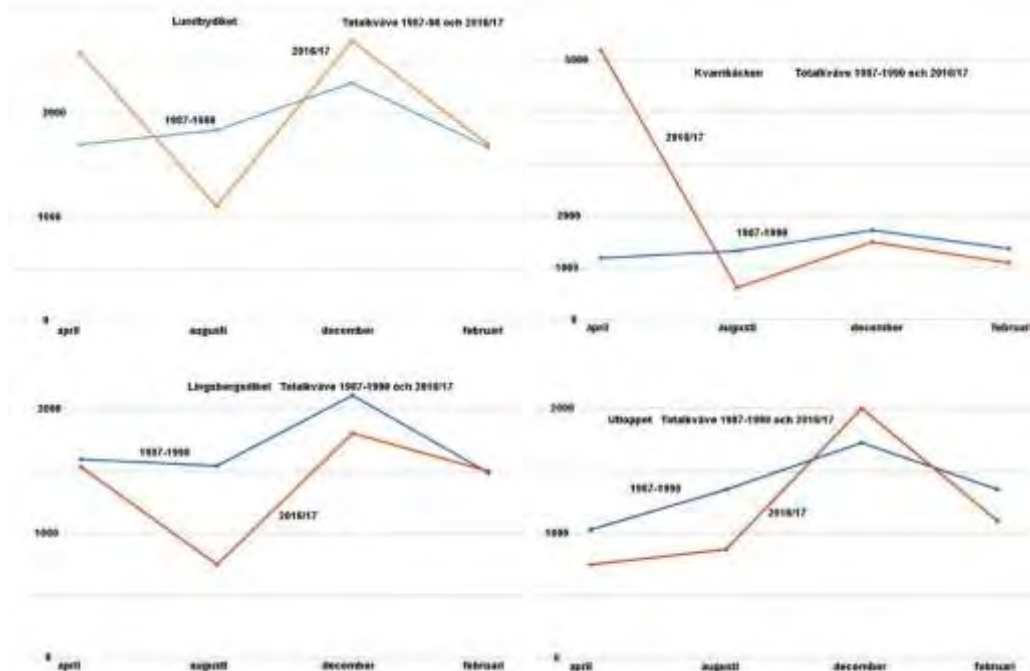 Lundbydiket Totalkväve 1987-90 och 2016/17
2016/17
2000
1987-1990
1000
0
april augusti december februari
5000
Kvarnbäcken Totalkväve 1987-1990 och 2016/17
2016/17
2000
1987-1990
1000
0
april augusti december februari
Lingsbergsdiket Totalkväve 1987-1990 och 2016/17
2000
1987-1990
2016/17
1000
0
april augusti december februari
2000
Utloppet Totalkväve 1987-1990 och 2016/17
1987-1990
2016/17
1000
0
april augusti december februari